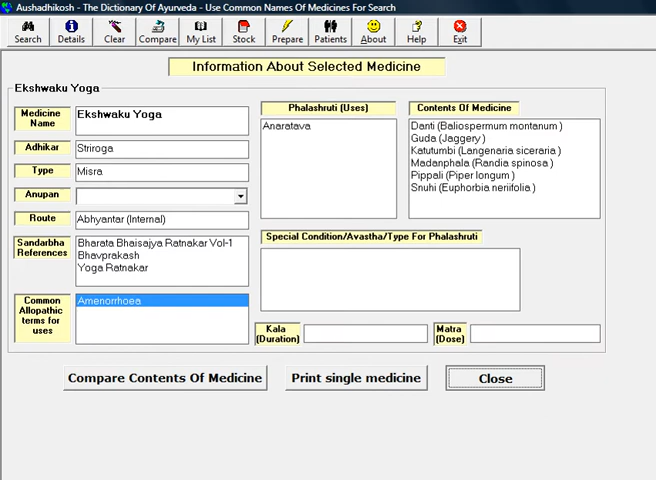 Aushadhikosh - The Dictionary Of Ayurveda - Use Common Names Of Medicines For Search
Search Details Clear Compare My List Stock Prepare Patients About Help Exit
Information About Selected Medicine
Ekshwaku Yoga
Medicine Name
Ekshwaku Yoga
Adhikar
Striroga
Type
Misra
Anupan
Route
Abhyantar (Internal)
Sandarbha
References
Bharata Bhaisajya Ratnakar Vol-1
Bhavprakash
Yoga Ratnakar
Common
Allopathic
terms for
uses
Amenorrhoea
Phalashruti (Uses)
Anaratava
Contents Of Medicine
Danti (Baliospermum montanum )
Guda (Jaggery )
Katutumbi (Langenaria siceraria )
Madanphala (Randia spinosa )
Pippali (Piper longum )
Snuhi (Euphorbia neriifolia )
Special Condition/Avastha/Type For Phalashruti
Kala
(Duration)
Matra
(Dose)
Compare Contents Of Medicine
Print single medicine
Close